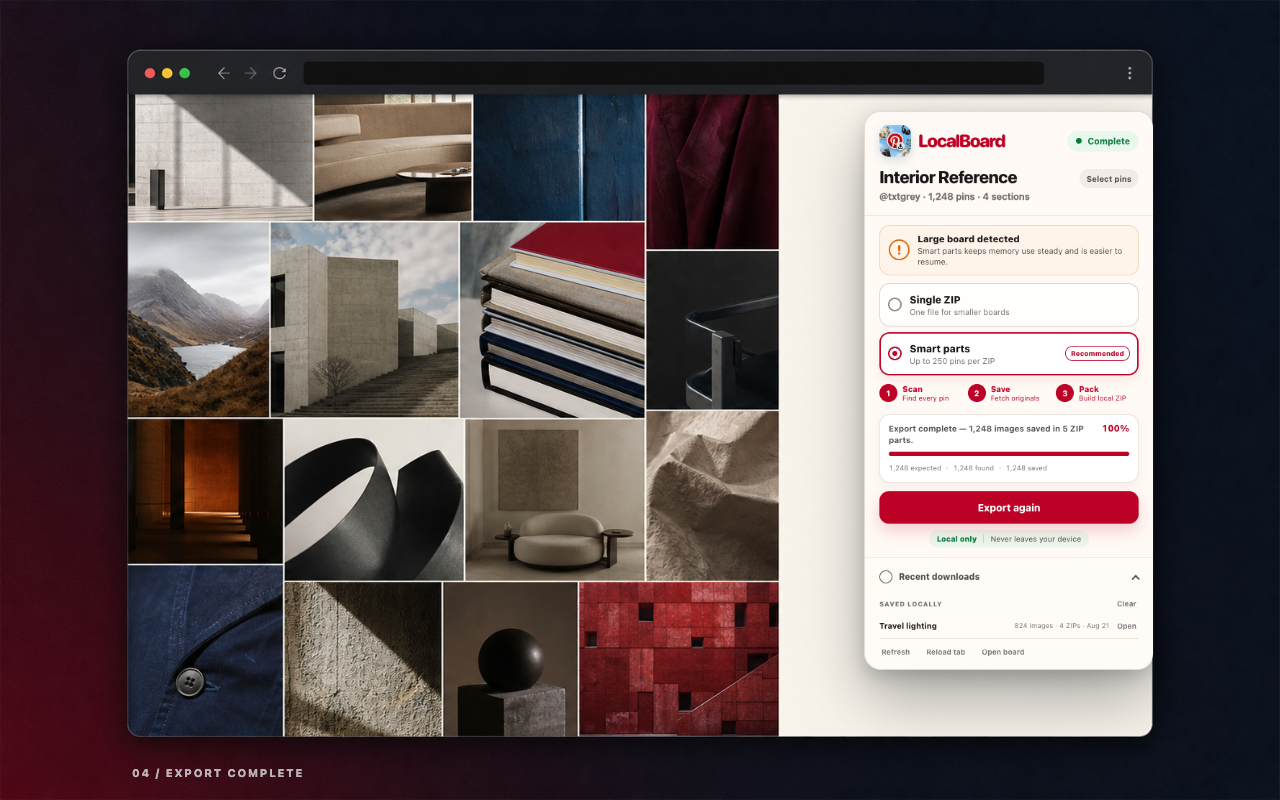 LocalBoard
Complete
Interior Reference
Select pins
@txtgrey · 1,248 pins · 4 sections
Large board detected
Smart parts keeps memory use steady and is easier to
resume.
Single ZIP
One file for smaller boards
Smart parts
Up to 250 pins per ZIP
Recommended
1 Scan
Find every pin
2 Save
Fetch originals
3 Pack
Build local ZIP
Export complete — 1,248 images saved in 5 ZIP
parts.
100%
1,248 expected · 1,248 found · 1,248 saved
Export again
Local only | Never leaves your device
Recent downloads
SAVED LOCALLY
Clear
Travel lighting
824 images · 4 ZIPs · Aug 21
Open
Refresh
Reload tab
Open board
04 / EXPORT COMPLETE